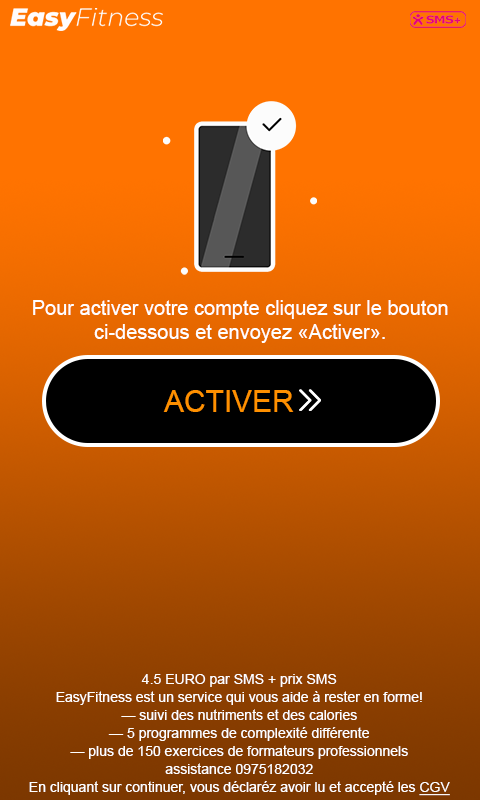 EasyFitness
SMS+
Pour activer votre compte cliquez sur le bouton
ci-dessous et envoyez «Activer».
ACTIVER
4.5 EURO par SMS + prix SMS
EasyFitness est un service qui vous aide à rester en forme!
— suivi des nutriments et des calories
— 5 programmes de complexité différente
— plus de 150 exercices de formateurs professionnels
assistance 0975182032
En cliquant sur continuer, vous déclaréz avoir lu et accepté les CGV